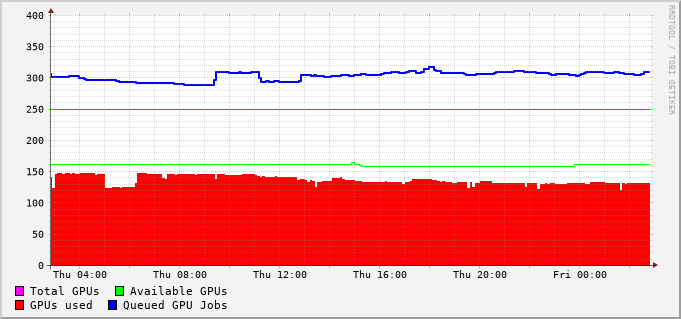 400
350
300
250
200
150
100
50
0
Thu 04:00 Thu 08:00 Thu 12:00 Thu 16:00 Thu 20:00 Fri 00:00
Total GPUs Available GPUs
GPUs used Queued GPU Jobs
RRDTOOL / TOBI OETIKER